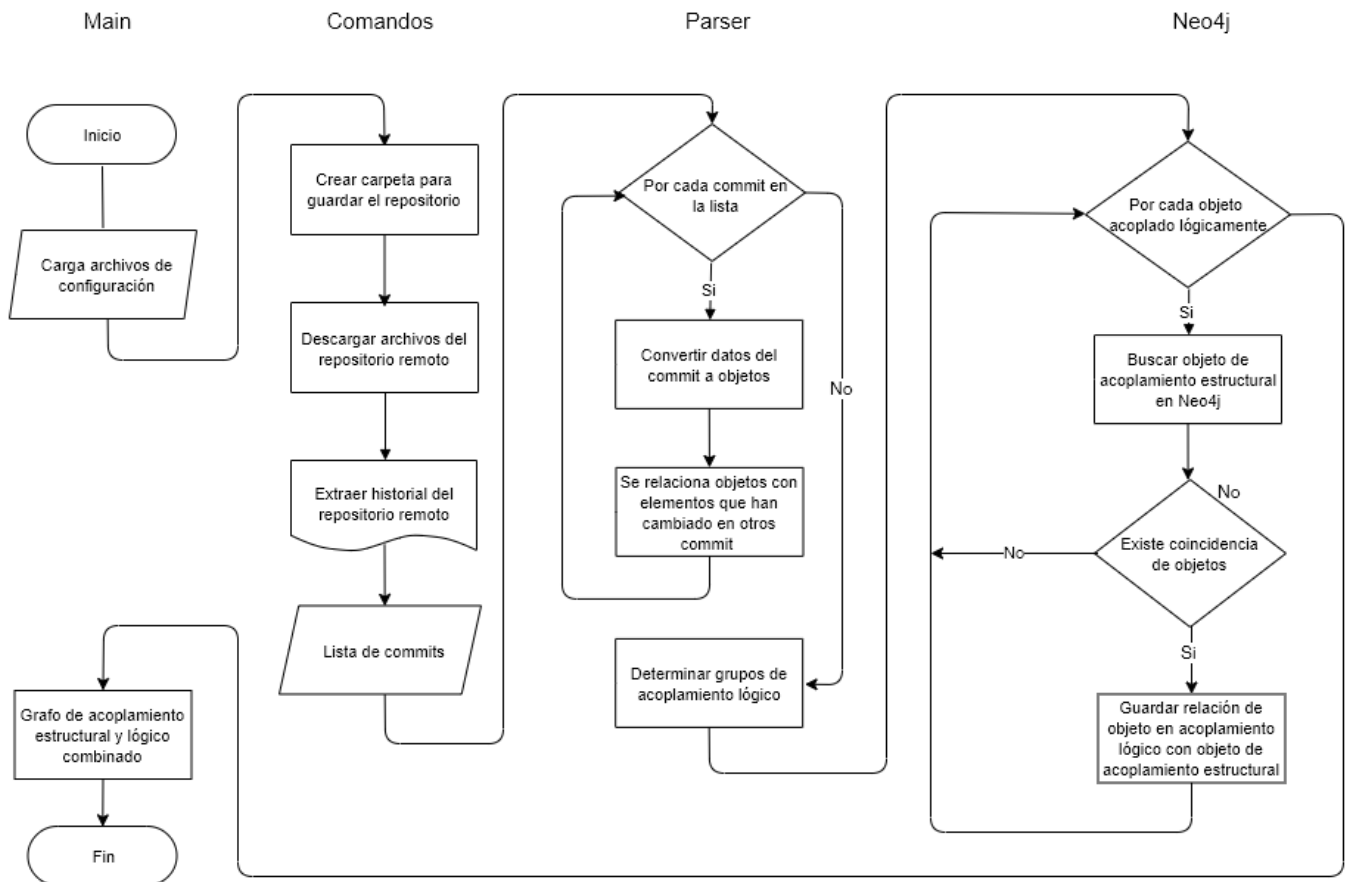 Main
Comandos
Parser
Neo4j
Inicio
Carga archivos de
configuración
Crear carpeta para
guardar el repositorio
Descargar archivos del
repositorio remoto
Extraer historial del
repositorio remoto
Lista de commits
Por cada commit en
la lista
Si
Convertir datos del
commit a objetos
No
Se relaciona objetos con
elementos que han
cambiado en otros
commit
Determinar grupos de
acoplamiento lógico
Por cada objeto
acoplado lógicamente
Si
Buscar objeto de
acoplamiento estructural
en Neo4j
No
Existe coincidencia
de objetos
No
Si
Guardar relación de
objeto en acoplamiento
lógico con objeto de
acoplamiento estructural
Grafo de acoplamiento
estructural y lógico
combinado
Fin